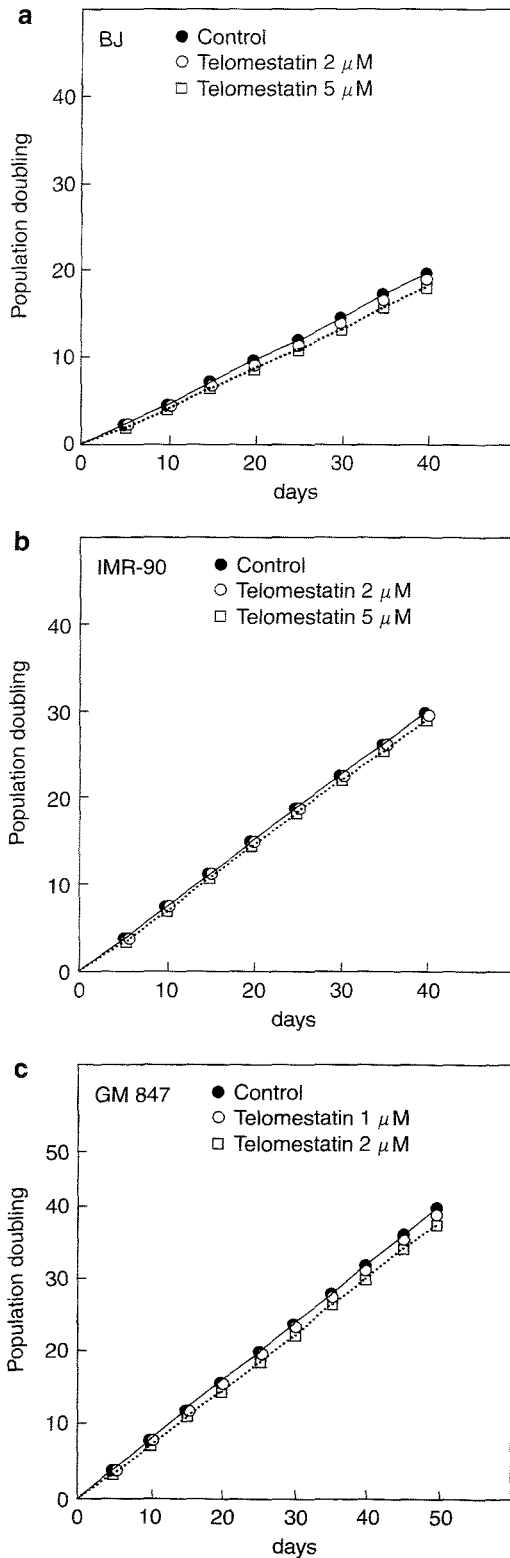 a
BJ
● Control
○ Telomestatin 2 μM
□ Telomestatin 5 μM
Population doubling
40
30
20
10
0
0 10 20 30 40
days
b
IMR-90
● Control
○ Telomestatin 2 μM
□ Telomestatin 5 μM
Population doubling
40
30
20
10
0
0 10 20 30 40
days
c
GM 847
● Control
○ Telomestatin 1 μM
□ Telomestatin 2 μM
Population doubling
50
40
30
20
10
0
0 10 20 30 40 50
days